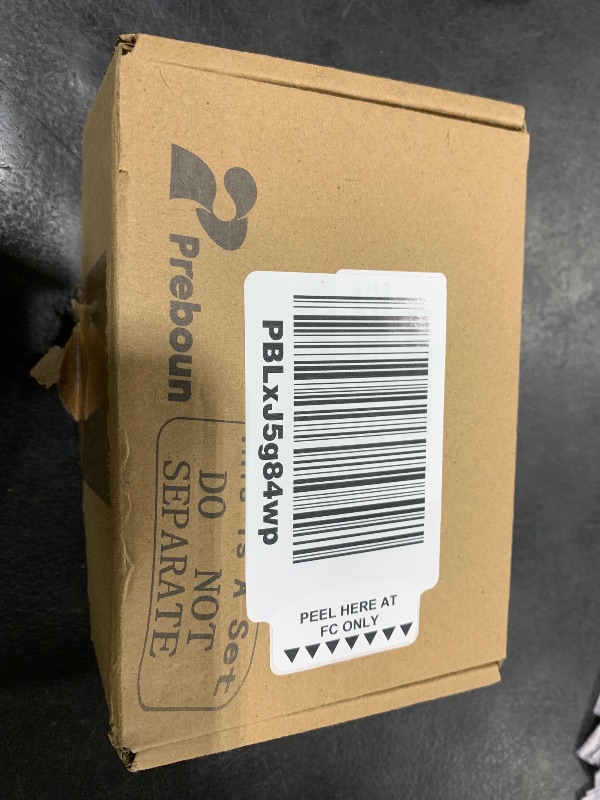 Preboun
PBLxJ5g84wp
This Is A Set
DO NOT
SEPARATE
PEEL HERE AT
FC ONLY